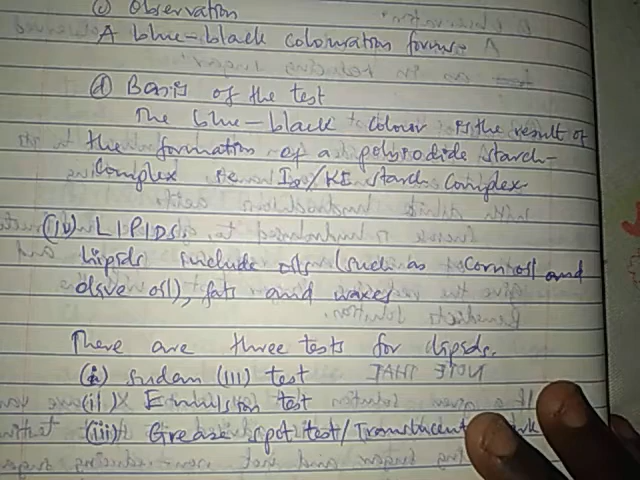 (c) Observation
A blue-black colouration forms
(d) Basis of the test
The blue-black colour is the result of
the formation of a polyiodide starch-
Complex I2/KI starch Complex.
(iv) LIPIDS
Lipids include oils (such as corn oil and
olive oil), fats and waxes
There are three tests for lipids.
(i) Sudan (III) test
(ii) Emulsion test
(iii) Grease spot test/Translucent